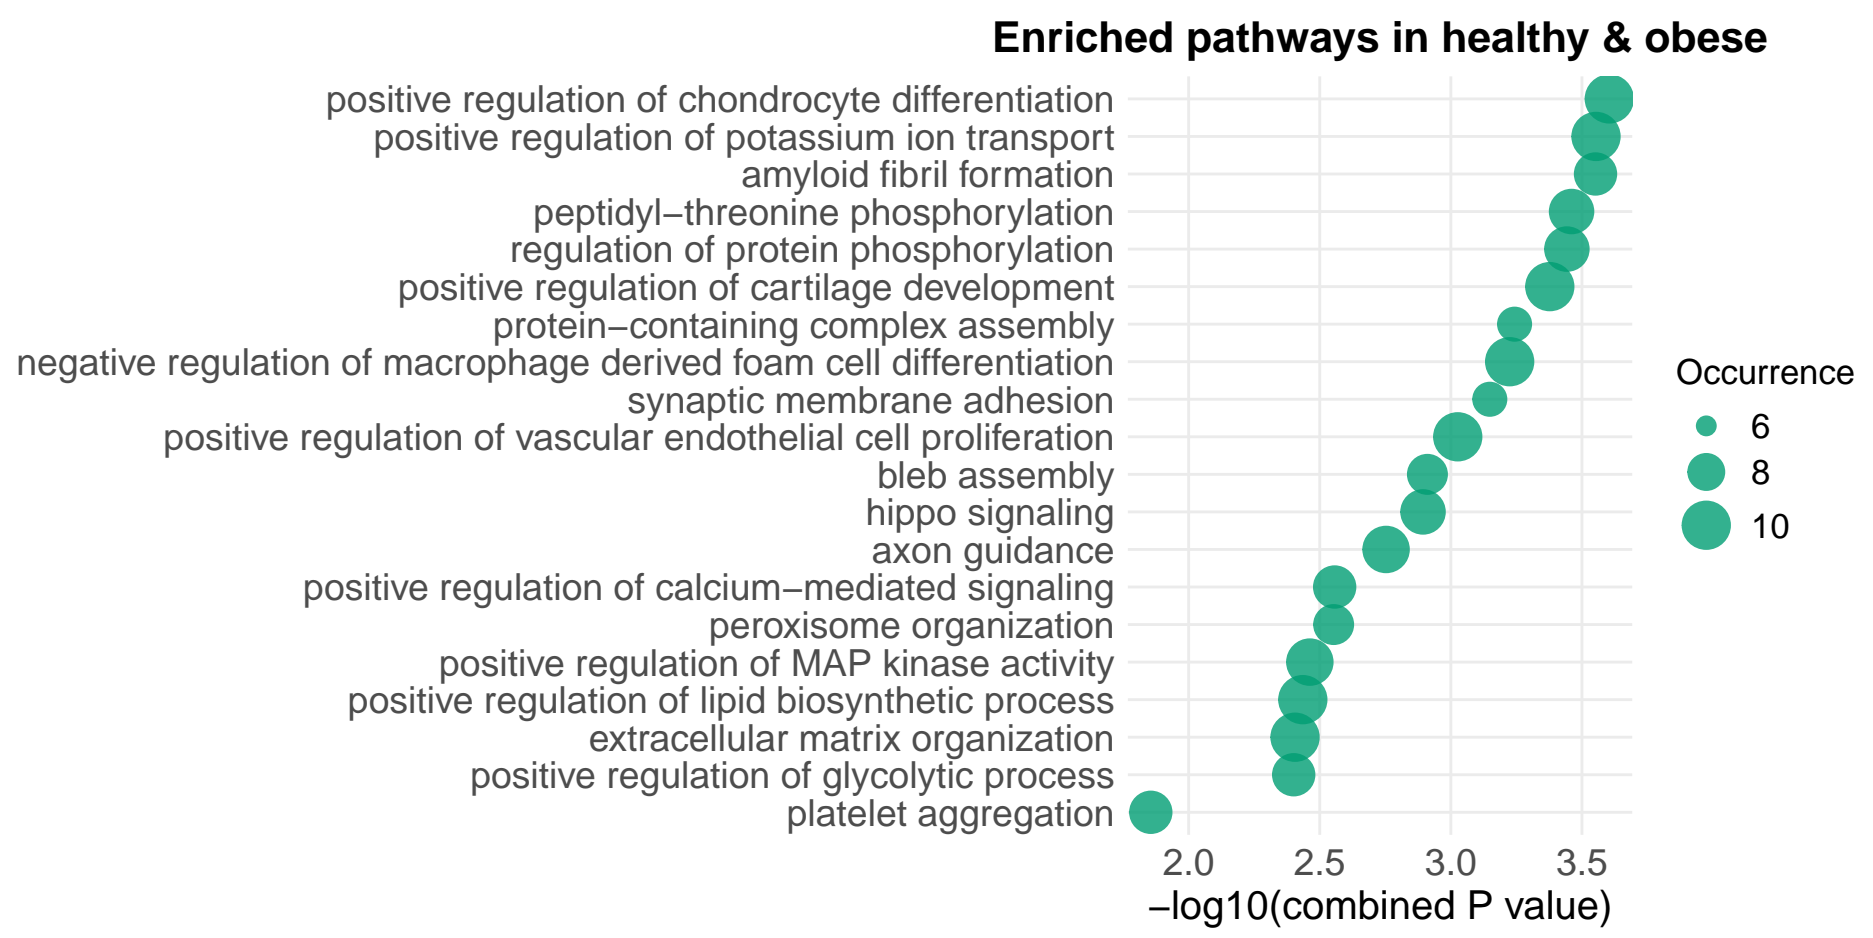 Enriched pathways in healthy & obese
positive regulation of chondrocyte differentiation
positive regulation of potassium ion transport
amyloid fibril formation
peptidyl−threonine phosphorylation
regulation of protein phosphorylation
positive regulation of cartilage development
protein−containing complex assembly
negative regulation of macrophage derived foam cell differentiation
synaptic membrane adhesion
positive regulation of vascular endothelial cell proliferation
bleb assembly
hippo signaling
axon guidance
positive regulation of calcium−mediated signaling
peroxisome organization
positive regulation of MAP kinase activity
positive regulation of lipid biosynthetic process
extracellular matrix organization
positive regulation of glycolytic process
platelet aggregation
2.0 2.5 3.0 3.5
−log10(combined P value)
Occurrence
6
8
10